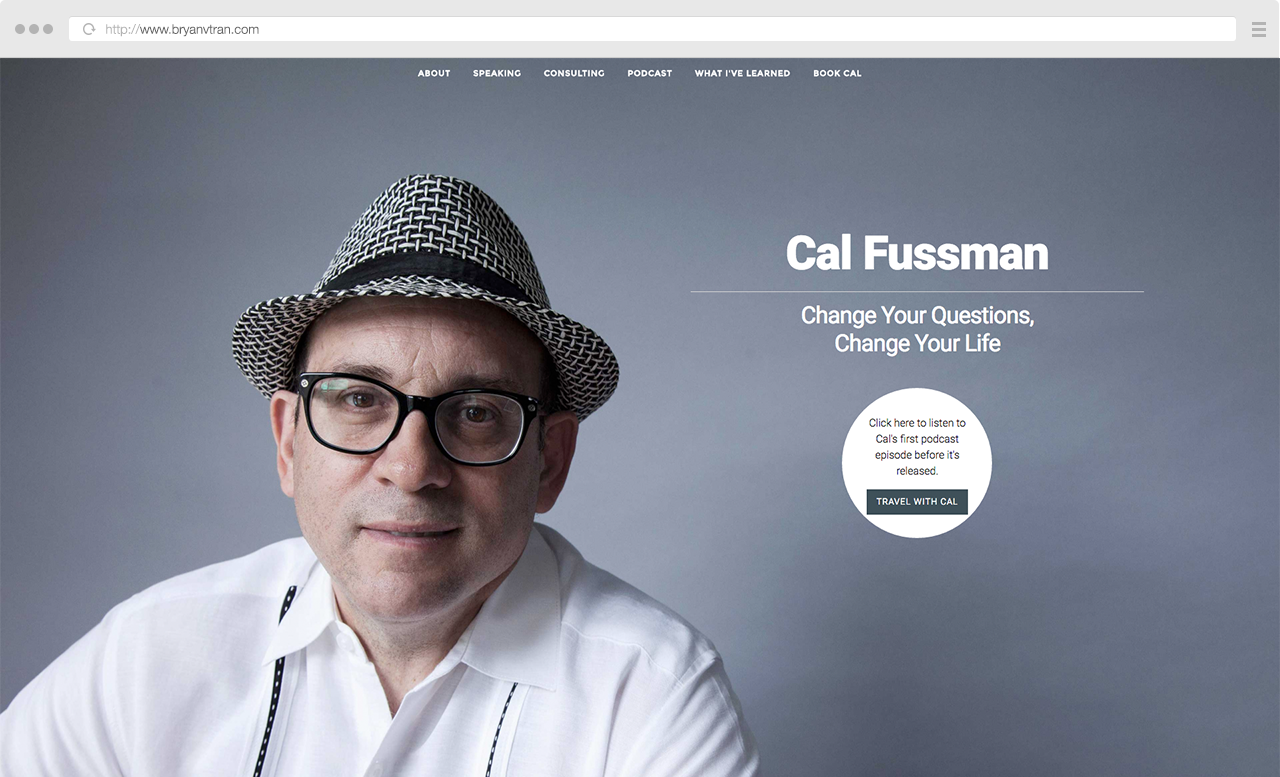 http://www.bryanvtran.com
ABOUT SPEAKING CONSULTING PODCAST WHAT I'VE LEARNED BOOK CAL
Cal Fussman
Change Your Questions,
Change Your Life
Click here to listen to
Cal's first podcast
episode before it's
released.
TRAVEL WITH CAL